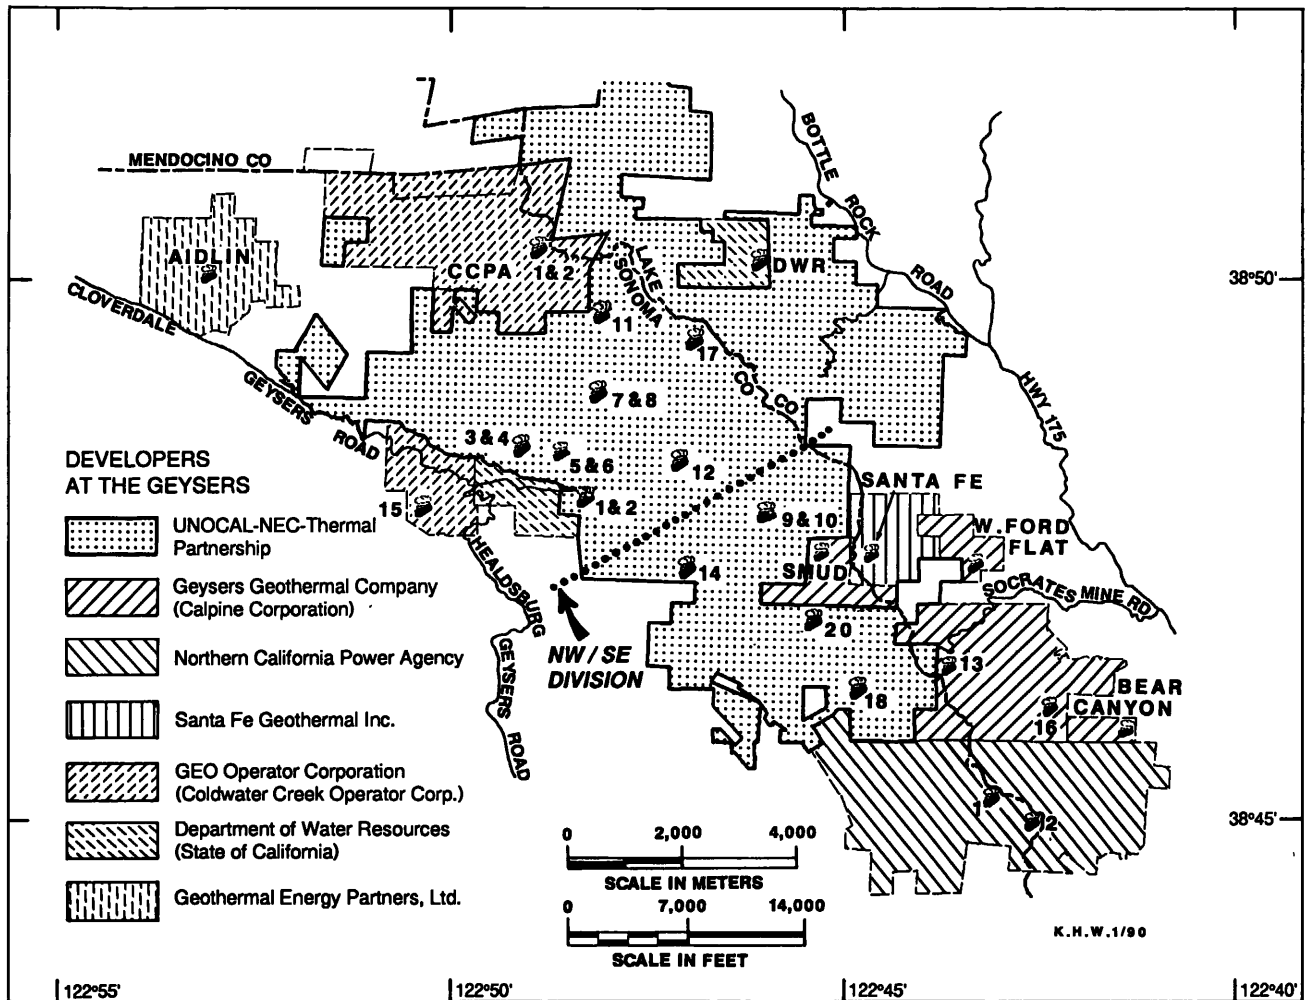 MENDOCINO CO
BOTTLE ROCK ROAD
AIDLIN
CCPA
1 & 2
LAKE CO
SONOMA CO
DWR
38°50'
CLOVERDALE GEYSERS ROAD
11
17
7 & 8
HWY 175
3 & 4
5 & 6
12
1 & 2
15
9 & 10
SANTA FE
W. FORD
FLAT
SMUD
14
SOCRATES MINE RD.
HEALDSBURG GEYSERS ROAD
NW / SE
DIVISION
20
13
18
16
BEAR
CANYON
1
2
38°45'
DEVELOPERS
AT THE GEYSERS
UNOCAL-NEC-Thermal
Partnership
Geysers Geothermal Company
(Calpine Corporation)
Northern California Power Agency
Santa Fe Geothermal Inc.
GEO Operator Corporation
(Coldwater Creek Operator Corp.)
Department of Water Resources
(State of California)
Geothermal Energy Partners, Ltd.
0 2,000 4,000
SCALE IN METERS
0 7,000 14,000
SCALE IN FEET
K.H.W. 1/90
122°55' 122°50' 122°45' 122°40'